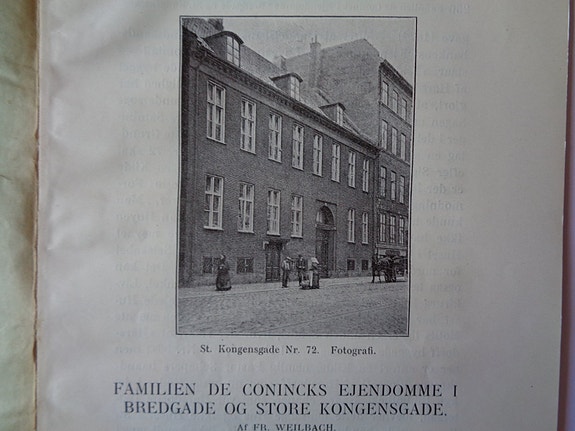 St. Kongensgade Nr. 72. Fotografi.
FAMILIEN DE CONINCKS EJENDOMME I
BREDGADE OG STORE KONGENSGADE.
AF FR. WEILBACH.